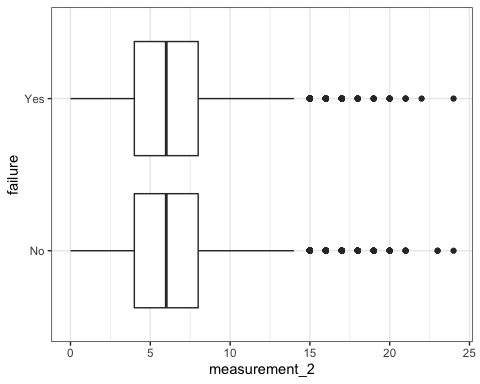 failure
Yes
No
0 5 10 15 20 25
measurement_2